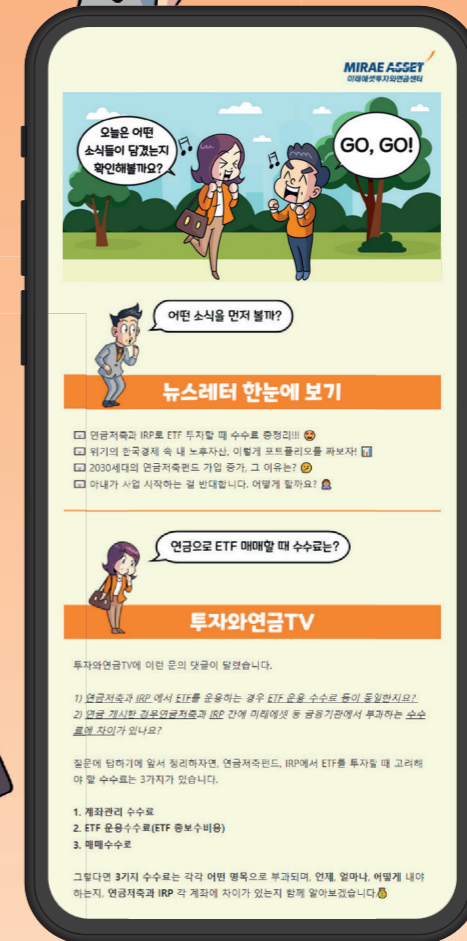 MIRAE ASSET
미래에셋투자와연금센터
오늘은 어떤
소식들이 담겼는지
확인해볼까요?
GO, GO!
어떤 소식을 먼저 볼까?
뉴스레터 한눈에 보기
연금저축과 IRP로 ETF 투자할 때 수수료 총정리!!!
위기의 한국경제 속 내 노후자산, 이렇게 포트폴리오를 짜보자!
2030세대의 연금저축펀드 가입 증가, 그 이유는?
아내가 사업 시작하는 걸 반대합니다. 어떻게 할까요?
연금으로 ETF 매매할 때 수수료는?
투자와연금TV
투자와연금TV에 이런 문의 댓글이 달렸습니다.
1) 연금저축과 IRP 에서 ETF를 운용하는 경우 ETF 운용 수수료 등이 동일한지요?
2) 연금 개시한 경우연금저축과 IRP 간에 미래에셋 등 금융기관에서 부과하는 수수
료에 차이가 있나요?
질문에 답하기에 앞서 정리하자면, 연금저축펀드, IRP에서 ETF를 투자할 때 고려해
야 할 수수료는 3가지가 있습니다.
1. 계좌관리 수수료
2. ETF 운용수수료(ETF 총보수비용)
3. 매매수수료
그렇다면 3가지 수수료는 각각 어떤 명목으로 부과되며, 언제, 얼마나, 어떻게 내야
하는지, 연금저축과 IRP 각 계좌에 차이가 있는지 함께 알아보겠습니다